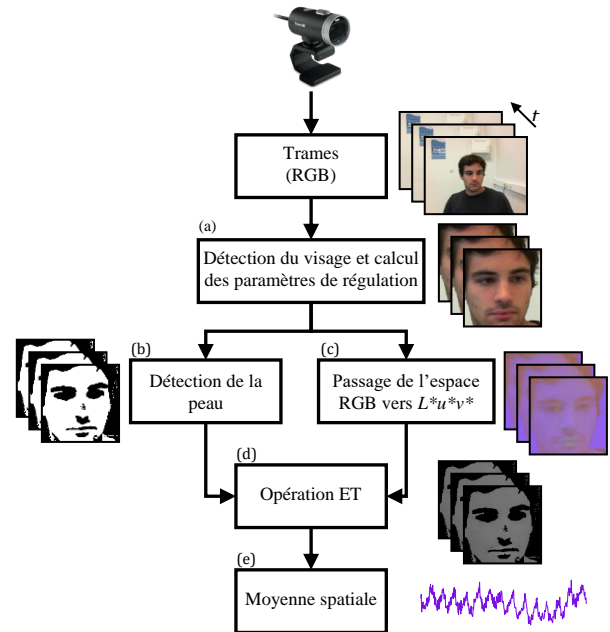 t
Trames
(RGB)
(a)
Détection du visage et calcul
des paramètres de régulation
(b)
(c)
Détection de la
peau
Passage de l'espace
RGB vers L*u*v*
(d)
Opération ET
(e)
Moyenne spatiale